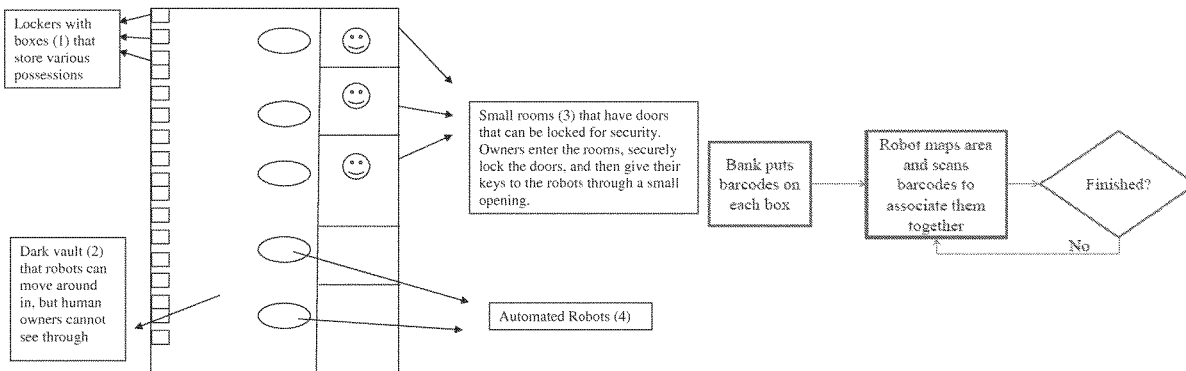 Lockers with
boxes (1) that
store various
possessions
Dark vault (2)
that robots can
move around
in, but human
owners cannot
see through
Small rooms (3) that have doors
that can be locked for security.
Owners enter the rooms, securely
lock the doors, and then give their
keys to the robots through a small
opening.
Automated Robots (4)
Bank puts
barcodes on
each box
Robot maps area
and scans
barcodes to
associate them
together
Finished?
No